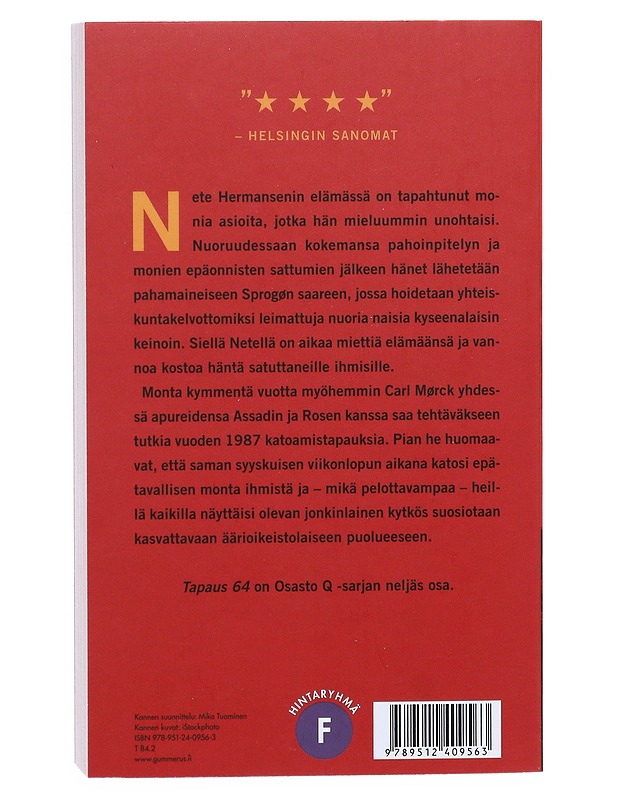 ”★ ★ ★ ★”
– HELSINGIN SANOMAT
Nete Hermansenin elämässä on tapahtunut mo-
nia asioita, jotka hän mieluummin unohtaisi.
Nuoruudessaan kokemansa pahoinpitelyn ja
monien epäonnisten sattumien jälkeen hänet lähetetään
pahamaineiseen Sprogøn saareen, jossa hoidetaan yhteis-
kuntakelvottomiksi leimattuja nuoria naisia kyseenalaisin
keinoin. Siellä Netellä on aikaa miettiä elämäänsä ja van-
noa kostoa häntä satuttaneille ihmisille.
Monta kymmentä vuotta myöhemmin Carl Mørck yhdes-
sä apureidensa Assadin ja Rosen kanssa saa tehtäväkseen
tutkia vuoden 1987 katoamistapauksia. Pian he huomaa-
vat, että saman syyskuisen viikonlopun aikana katosi epä-
tavallisen monta ihmistä ja – mikä pelottavampaa – heil-
lä kaikilla näyttäisi olevan jonkinlainen kytkös suosiotaan
kasvattavaan äärioikeistolaiseen puolueeseen.
Tapaus 64 on Osasto Q -sarjan neljäs osa.
Kannen suunnittelu: Mika Tuominen
Kannen kuvat: iStockphoto
ISBN 978-951-24-0956-3
T 84.2
www.gummerus.fi
HINTARYHMÄ
F
9789512409563